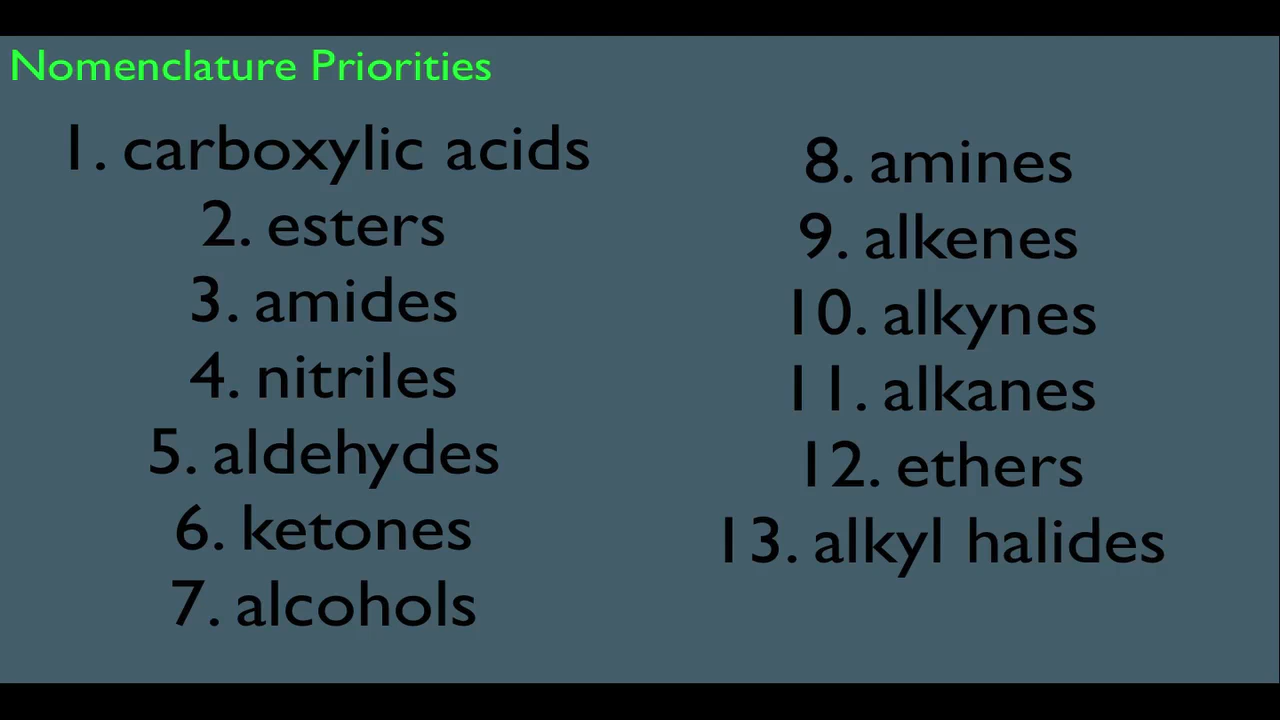 Nomenclature Priorities
1. carboxylic acids
2. esters
3. amides
4. nitriles
5. aldehydes
6. ketones
7. alcohols
8. amines
9. alkenes
10. alkynes
11. alkanes
12. ethers
13. alkyl halides